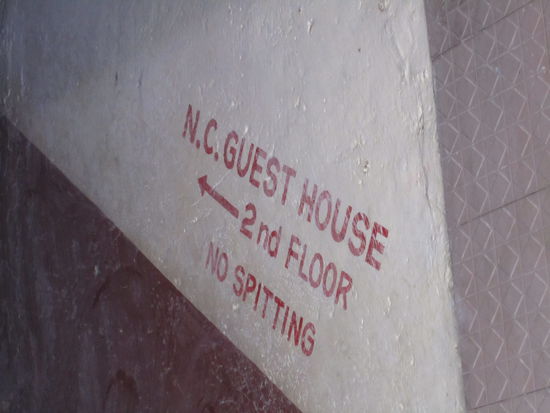 N.C. GUEST HOUSE
← 2nd FLOOR
NO SPITTING